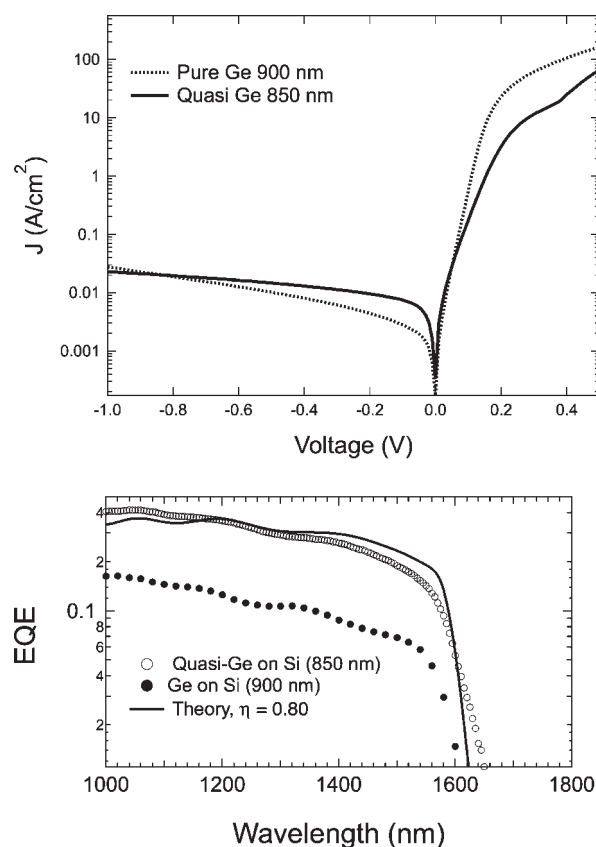 100
10
1
0.1
0.01
0.001
J (A/cm²)
Pure Ge 900 nm
Quasi Ge 850 nm
-1.0 -0.8 -0.6 -0.4 -0.2 0.0 0.2 0.4
Voltage (V)
4
2
0.1
8
6
4
2
EQE
Quasi-Ge on Si (850 nm)
Ge on Si (900 nm)
Theory, η = 0.80
1000 1200 1400 1600 1800
Wavelength (nm)